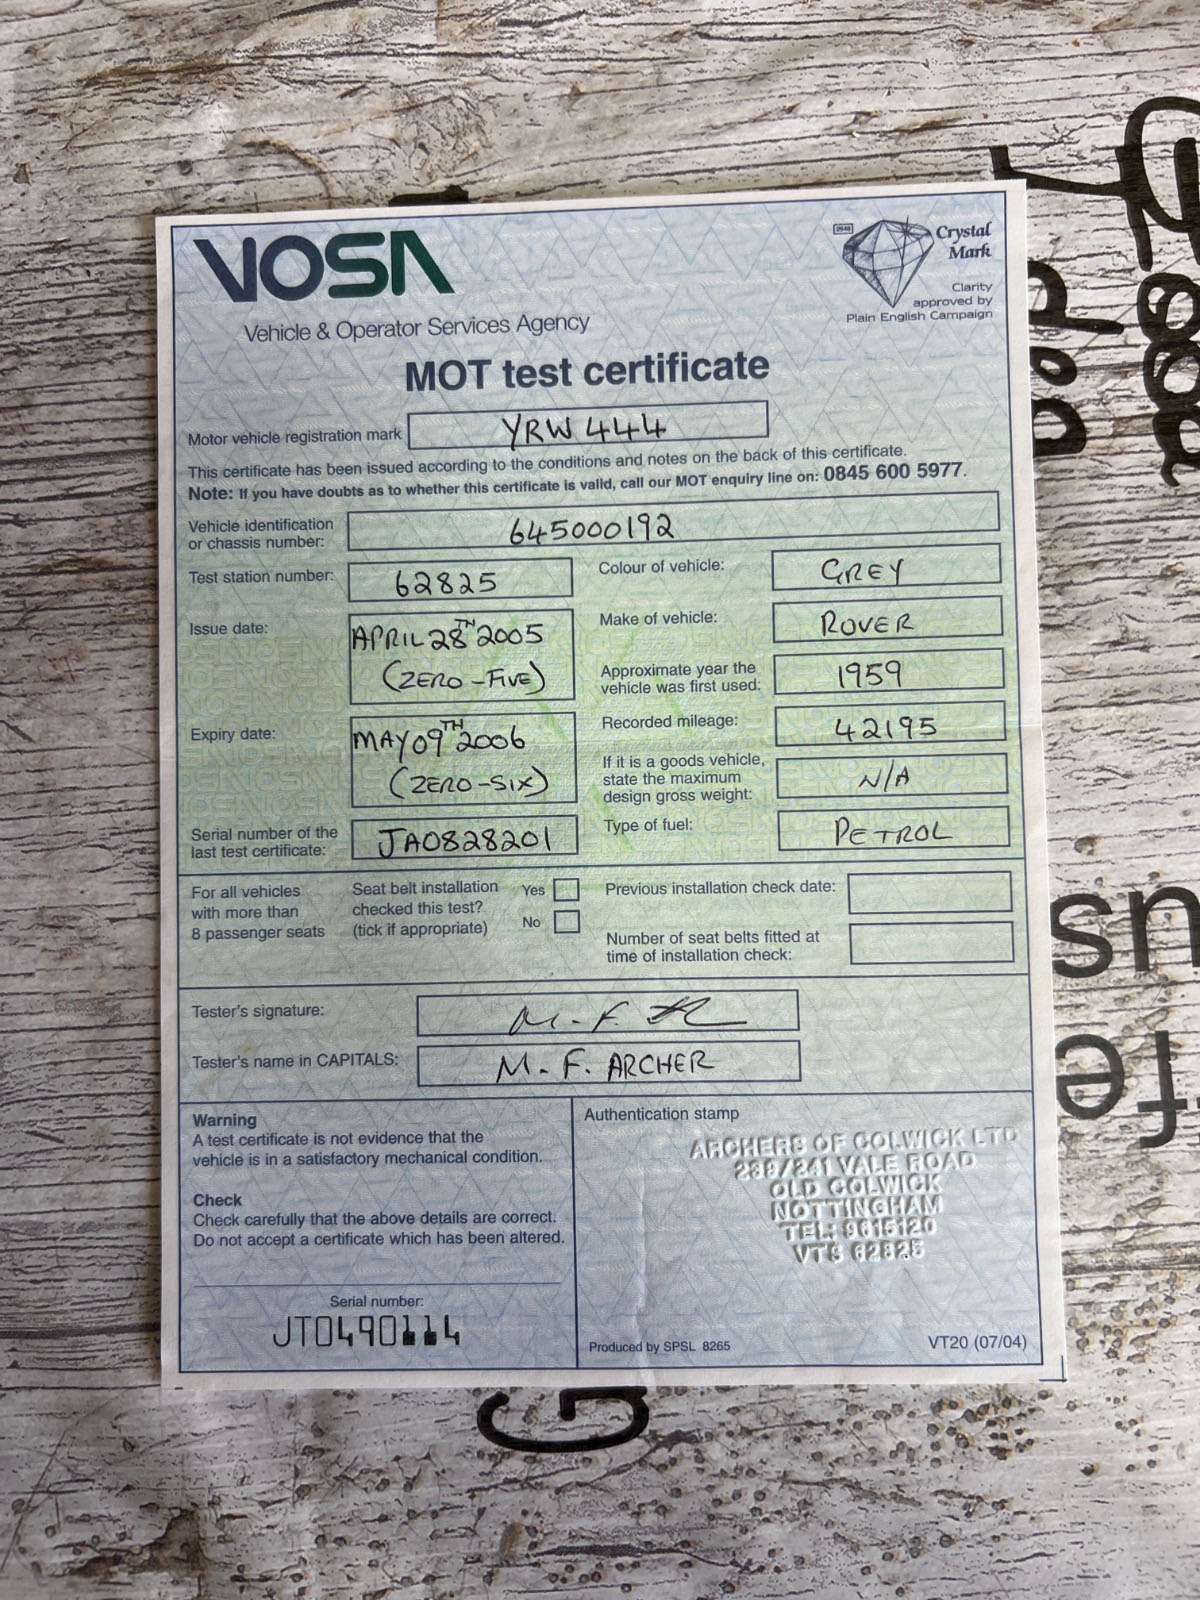 VOSA
Vehicle & Operator Services Agency
2648
Crystal
Mark
Clarity
approved by
Plain English Campaign
MOT test certificate
Motor vehicle registration mark YRW 444
This certificate has been issued according to the conditions and notes on the back of this certificate.
Note: If you have doubts as to whether this certificate is valid, call our MOT enquiry line on: 0845 600 5977.
Vehicle identification
or chassis number: 645000192
Test station number: 62825
Colour of vehicle: GREY
Issue date: APRIL 28TH 2005
(ZERO-FIVE)
Make of vehicle: ROVER
Approximate year the
vehicle was first used: 1959
Expiry date: MAY 09TH 2006
(ZERO-SIX)
Recorded mileage: 42195
If it is a goods vehicle,
state the maximum
design gross weight: N/A
Serial number of the
last test certificate: JA0828201
Type of fuel: PETROL
For all vehicles
with more than
8 passenger seats
Seat belt installation
checked this test?
(tick if appropriate)
Yes
No
Previous installation check date:
Number of seat belts fitted at
time of installation check:
Tester's signature: M. F.
Tester's name in CAPITALS: M. F. ARCHER
Warning
A test certificate is not evidence that the
vehicle is in a satisfactory mechanical condition.
Check
Check carefully that the above details are correct.
Do not accept a certificate which has been altered.
Serial number:
JT0490114
Authentication stamp
ARCHERS OF COLWICK LTD
239/241 VALE ROAD
OLD COLWICK
NOTTINGHAM
TEL: 9615120
VTS 62825
Produced by SPSL 8265
VT20 (07/04)